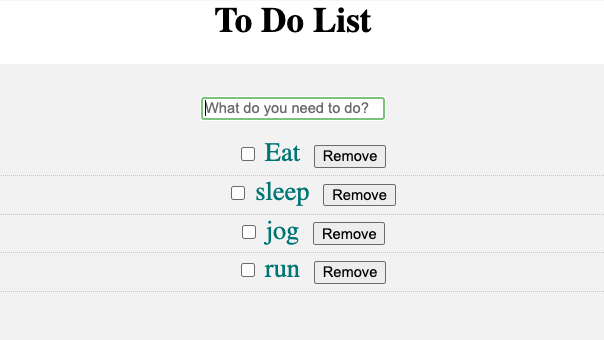 To Do List
What do you need to do?
Eat Remove
sleep Remove
jog Remove
run Remove